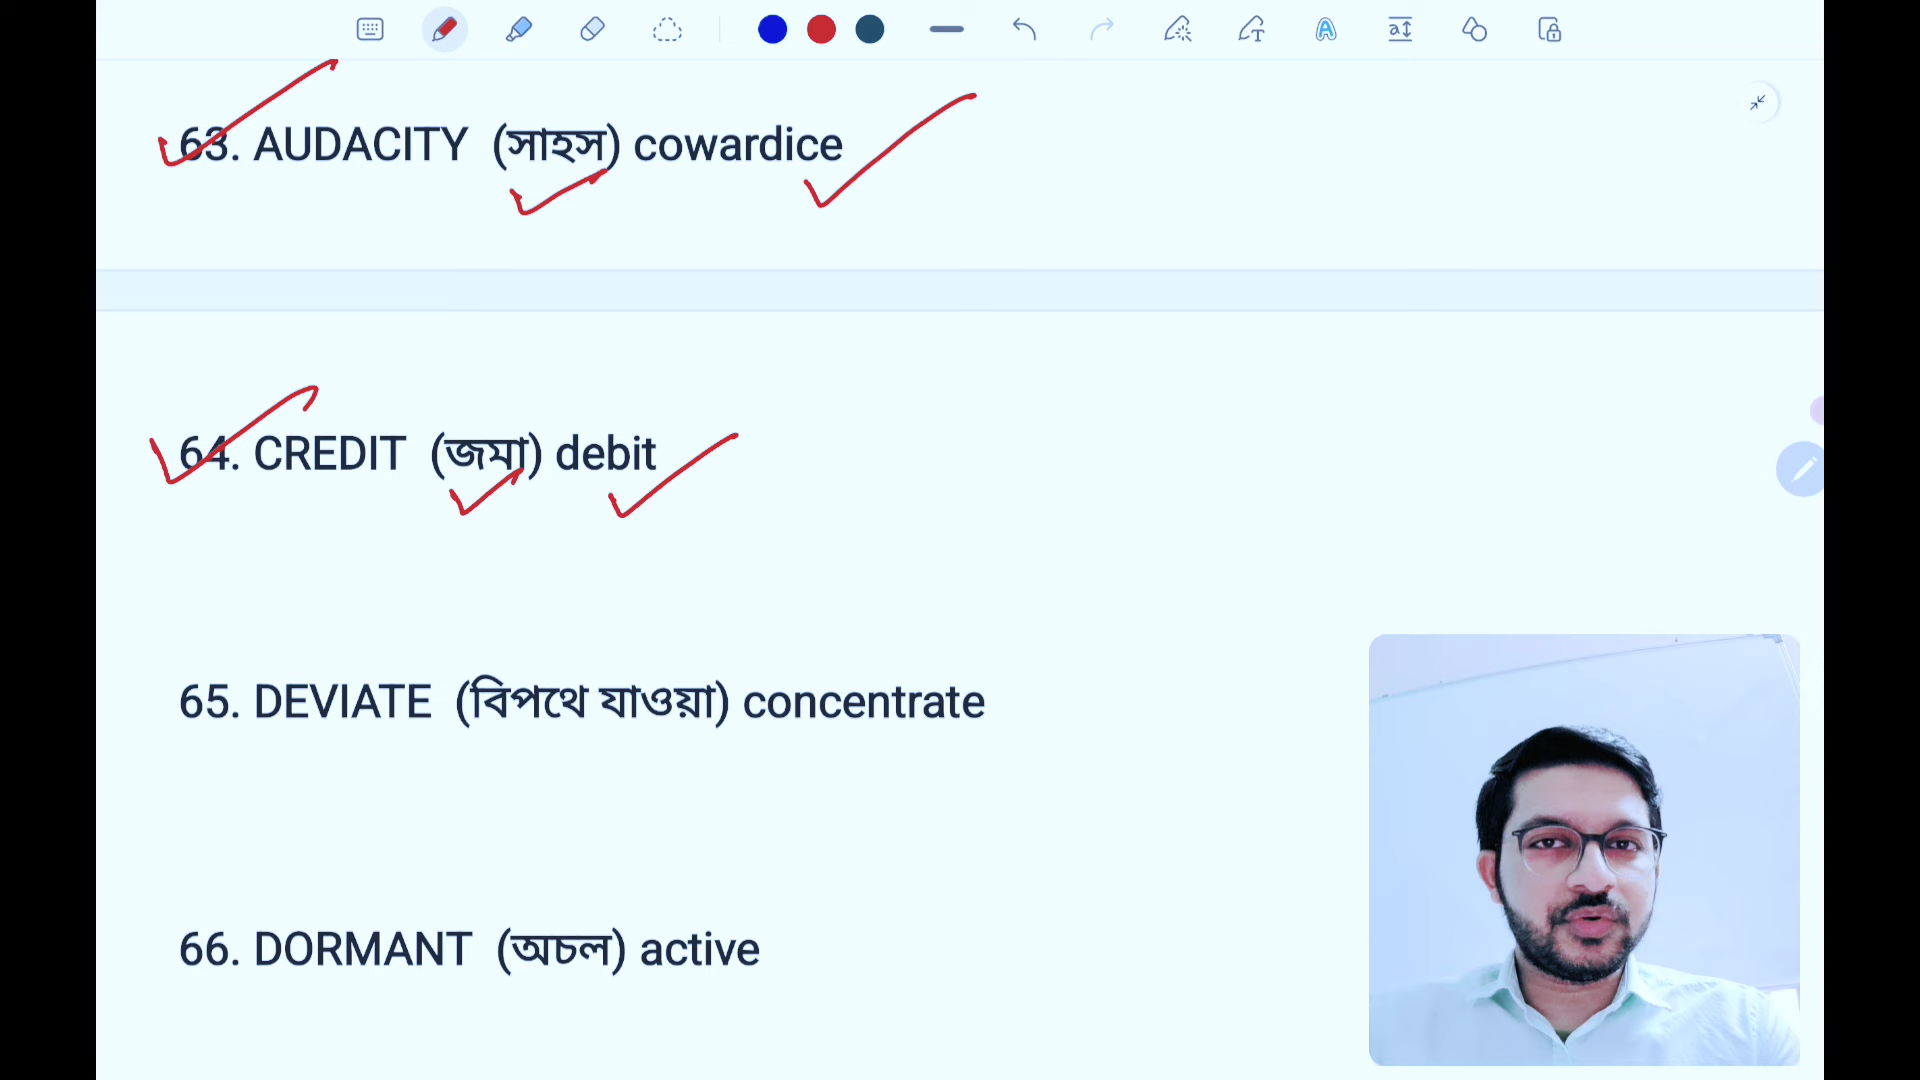 63. AUDACITY (সাহস) cowardice
64. CREDIT (জমা) debit
65. DEVIATE (বিপথে যাওয়া) concentrate
66. DORMANT (অচল) active